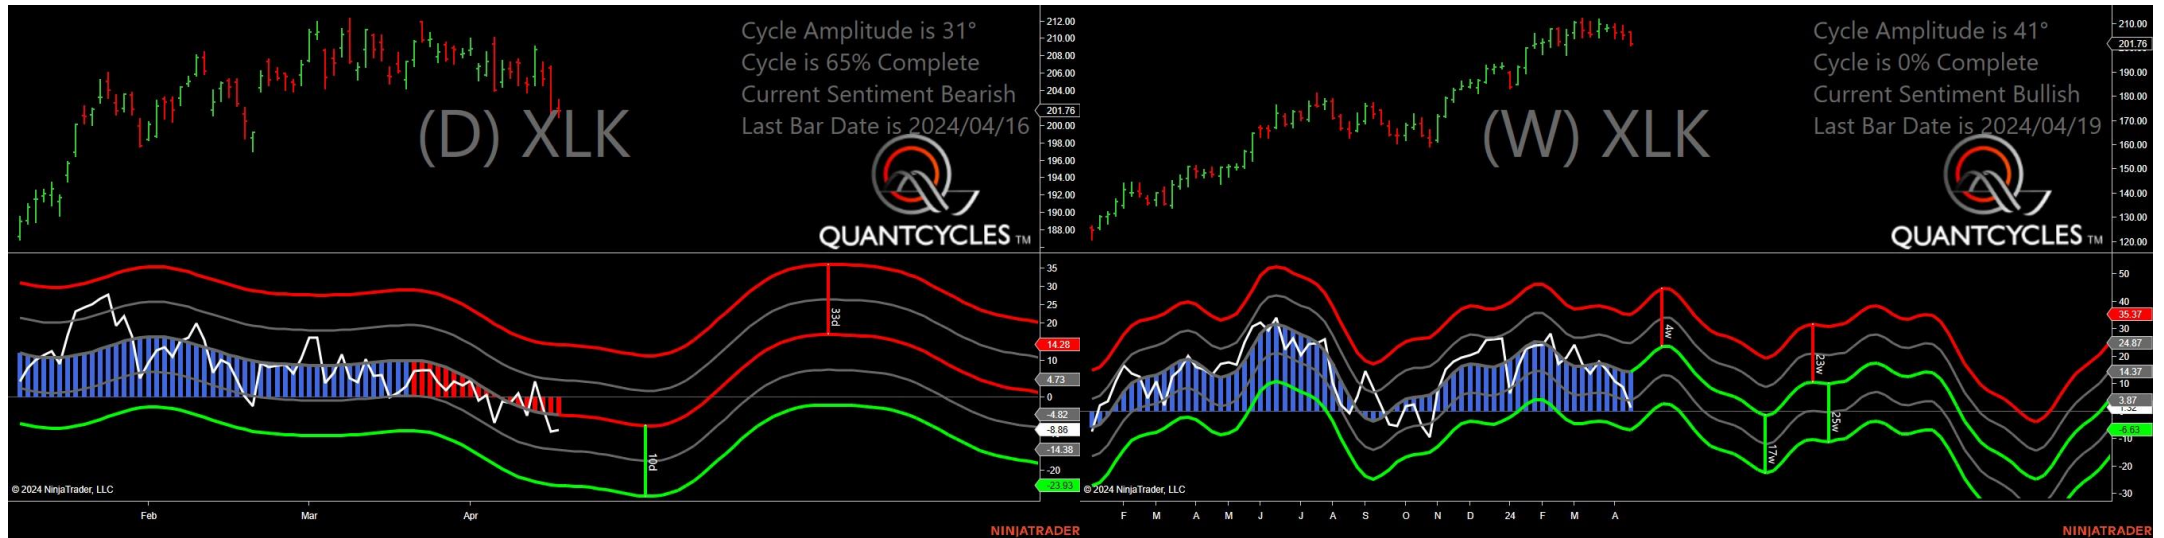 Cycle Amplitude is 31°
Cycle is 65% Complete
Current Sentiment Bearish
Last Bar Date is 2024/04/16
(D) XLK
QUANTCYCLES TM
212.00
210.00
208.00
206.00
204.00
201.76
200.00
198.00
196.00
194.00
192.00
190.00
188.00
35
30
25
20
14.28
10
4.73
0
-4.82
-8.86
-14.38
-20
-23.93
33d
10d
© 2024 NinjaTrader, LLC
Feb Mar Apr
NINJATRADER
Cycle Amplitude is 41°
Cycle is 0% Complete
Current Sentiment Bullish
Last Bar Date is 2024/04/19
(W) XLK
QUANTCYCLES TM
210.00
201.76
190.00
180.00
170.00
160.00
150.00
140.00
130.00
120.00
50
40
35.37
30
24.87
20
14.37
10
3.87
1.32
-6.63
-10
-20
-30
4w
23w
17w
25w
© 2024 NinjaTrader, LLC
F M A M J J A S O N D 24 F M A
NINJATRADER